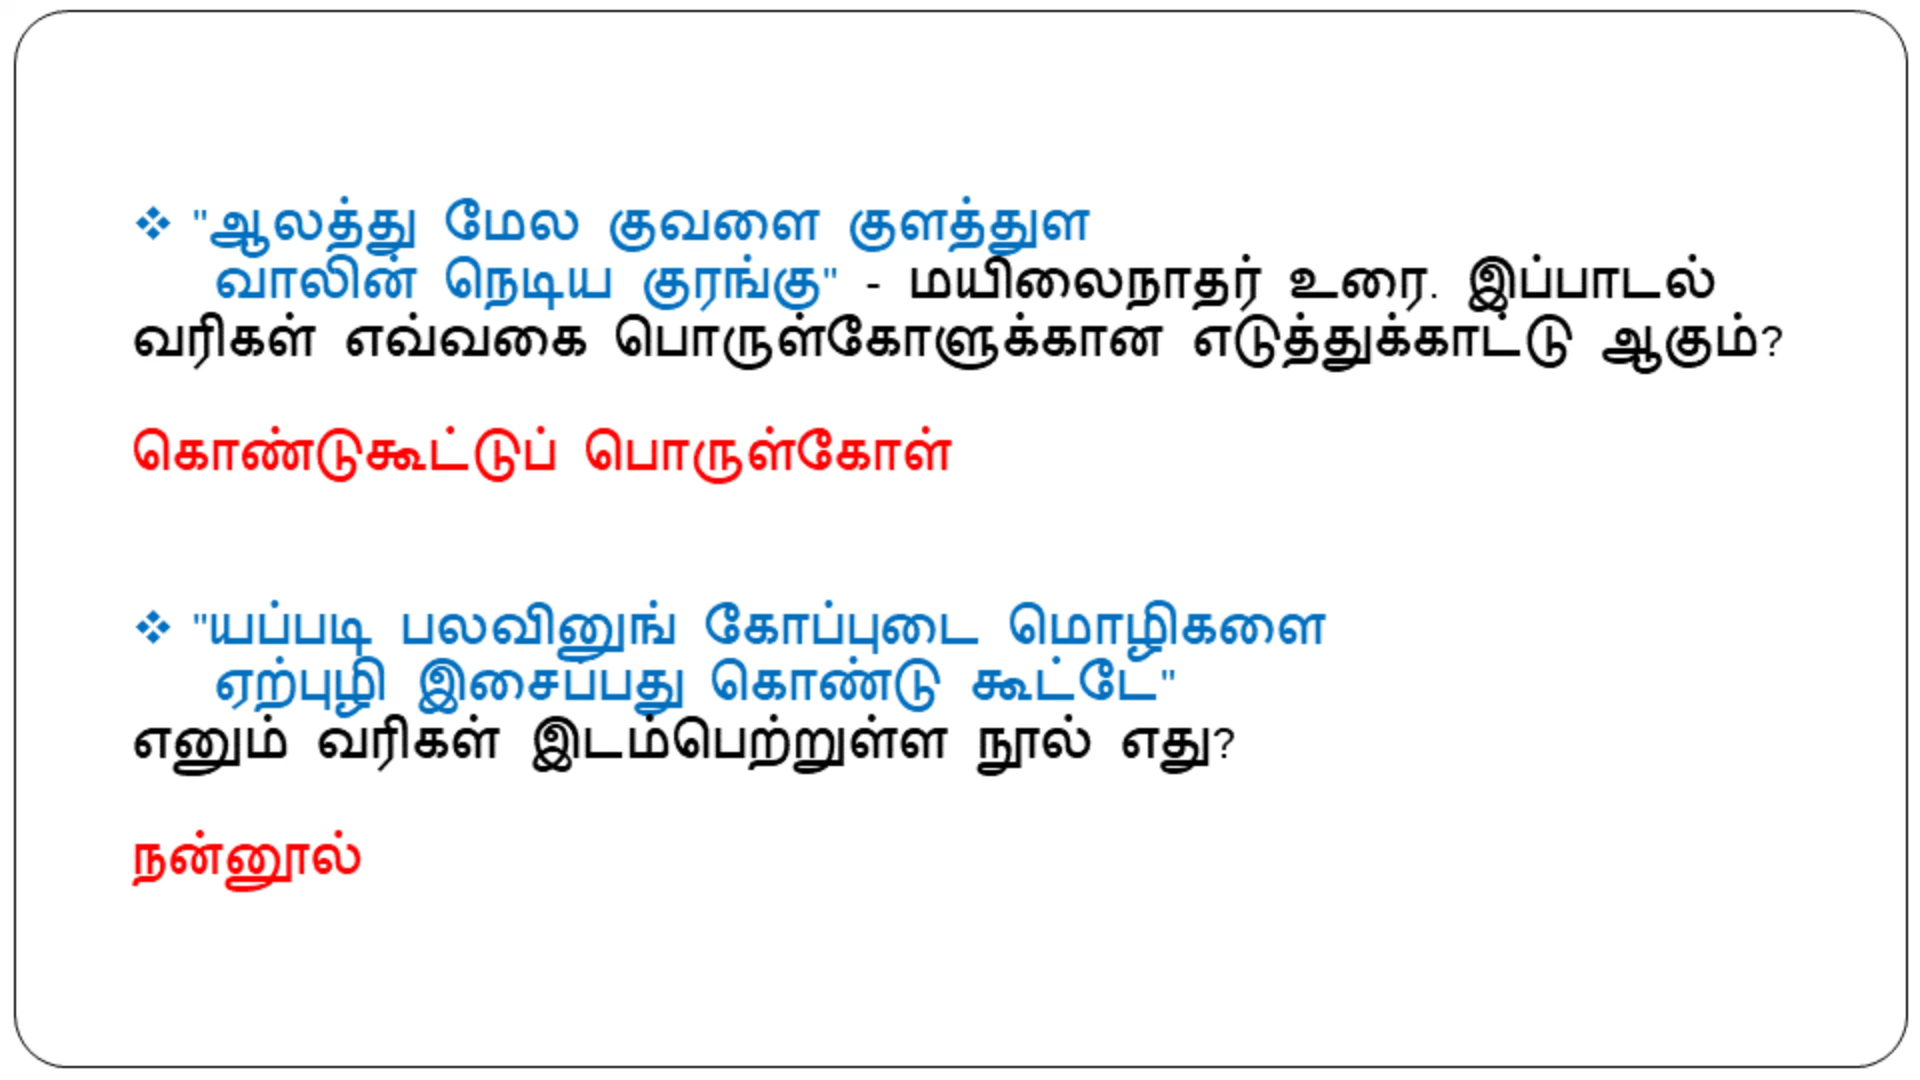 ❖ "ஆலத்து மேல குவளை குளத்துள
வாலின் நெடிய குரங்கு" - மயிலைநாதர் உரை. இப்பாடல்
வரிகள் எவ்வகை பொருள்கோளுக்கான எடுத்துக்காட்டு ஆகும்?
கொண்டுகூட்டுப் பொருள்கோள்
❖ "யப்படி பலவினுங் கோப்புடை மொழிகளை
ஏற்புழி இசைப்பது கொண்டு கூட்டே"
எனும் வரிகள் இடம்பெற்றுள்ள நூல் எது?
நன்னூல்